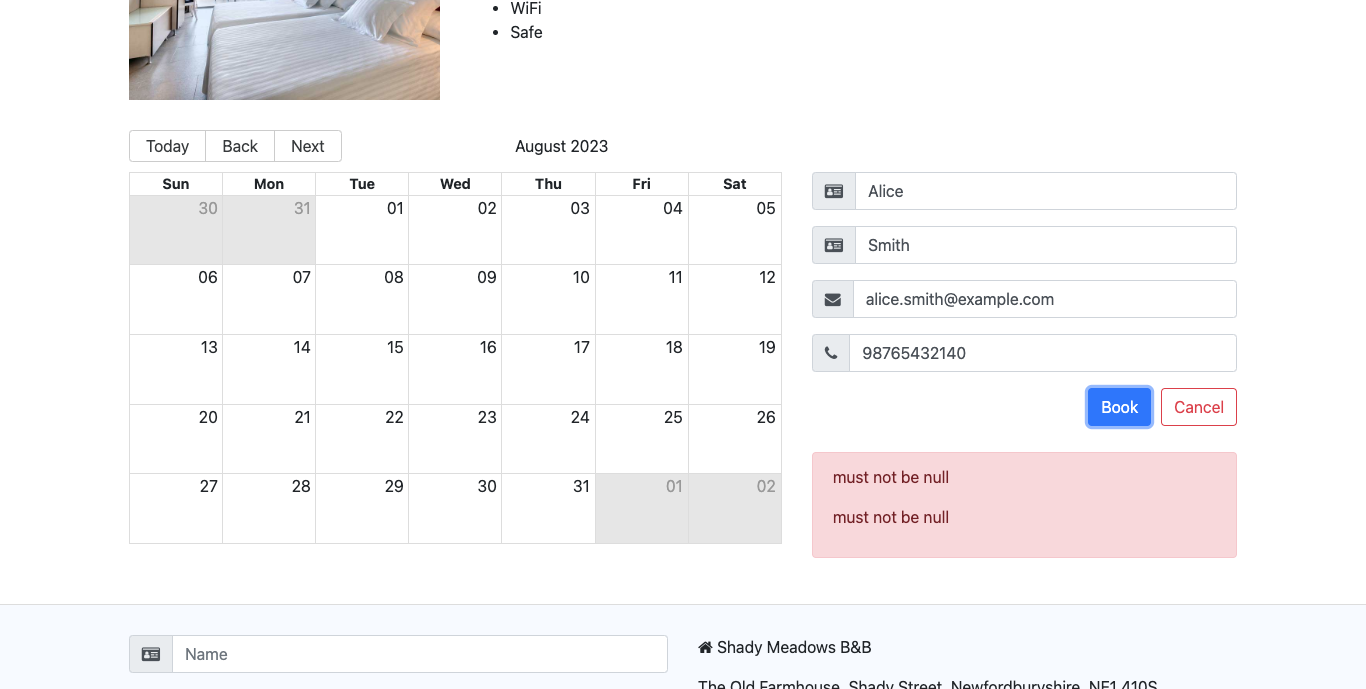 WiFi
Safe
Today Back Next August 2023
Sun Mon Tue Wed Thu Fri Sat
30 31 01 02 03 04 05
06 07 08 09 10 11 12
13 14 15 16 17 18 19
20 21 22 23 24 25 26
27 28 29 30 31 01 02
Alice
Smith
alice.smith@example.com
98765432140
Book Cancel
must not be null
must not be null
Name
Shady Meadows B&B
The Old Farmhouse, Shady Street, Newfordburyshire, NE1 410S